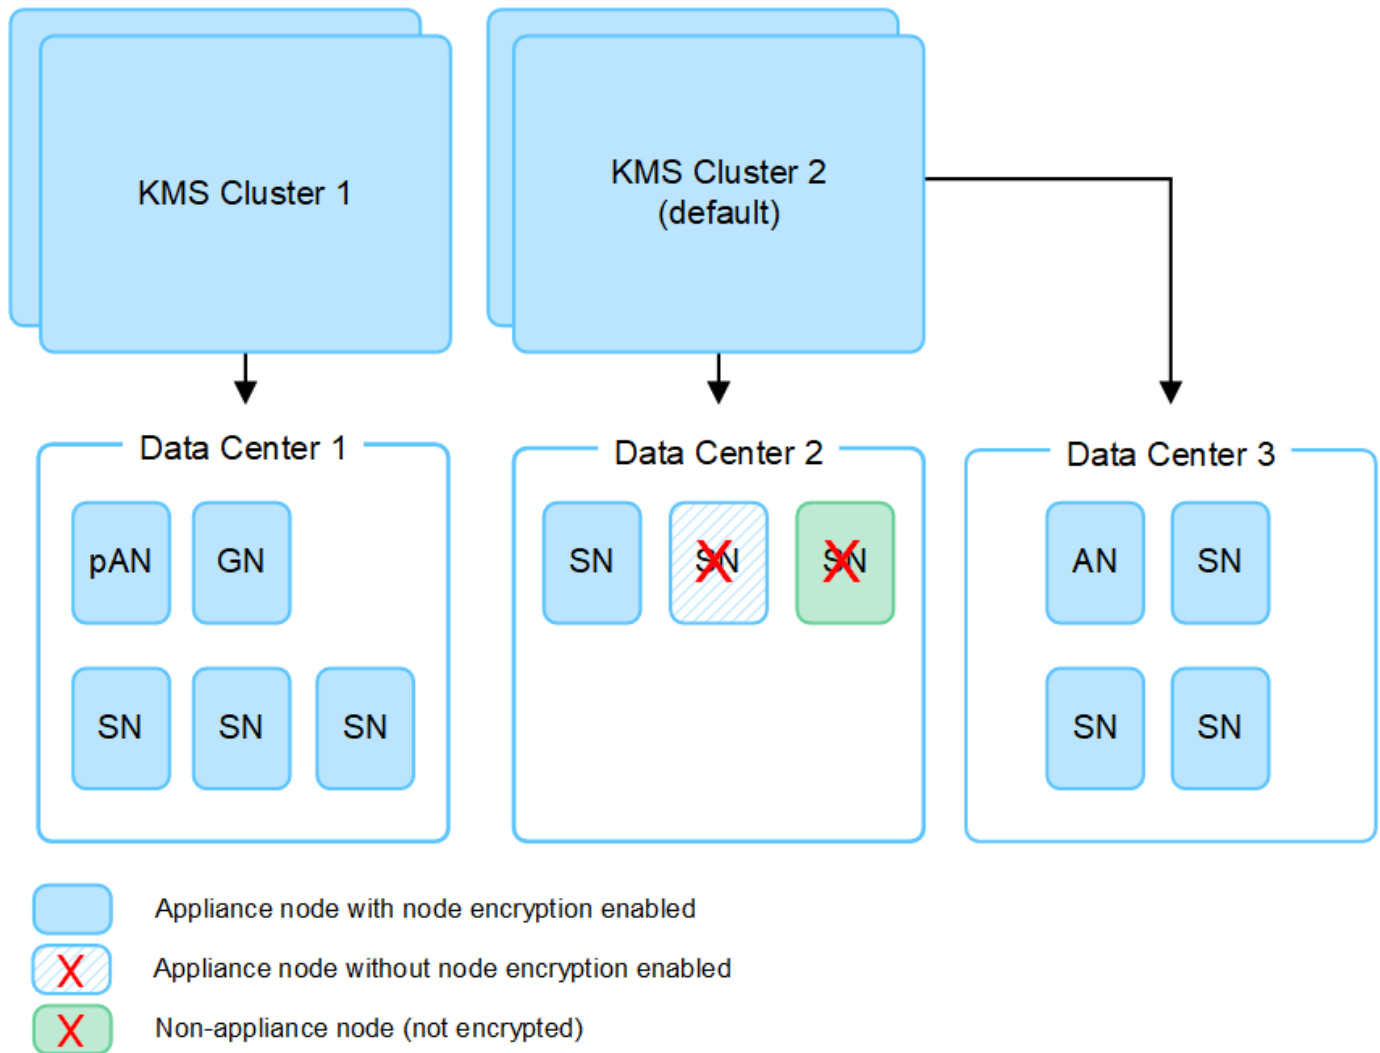 KMS Cluster 1
KMS Cluster 2
(default)
Data Center 1
Data Center 2
Data Center 3
pAN GN
SN SN SN
SN SN SN
AN SN
SN SN
X X
Appliance node with node encryption enabled
X Appliance node without node encryption enabled
X Non-appliance node (not encrypted)